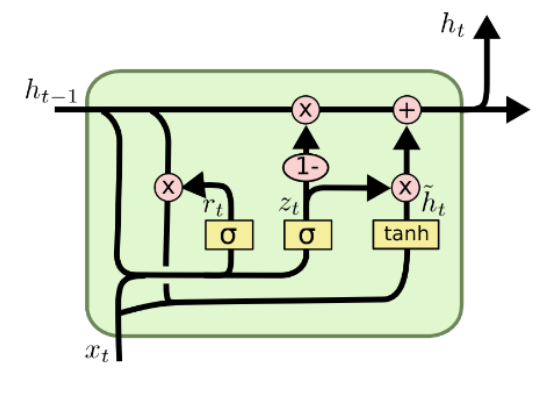 h_t
h_{t-1}
x
+
1-
x
x
r_t
z_t
h̃_t
σ
σ
tanh
x_t